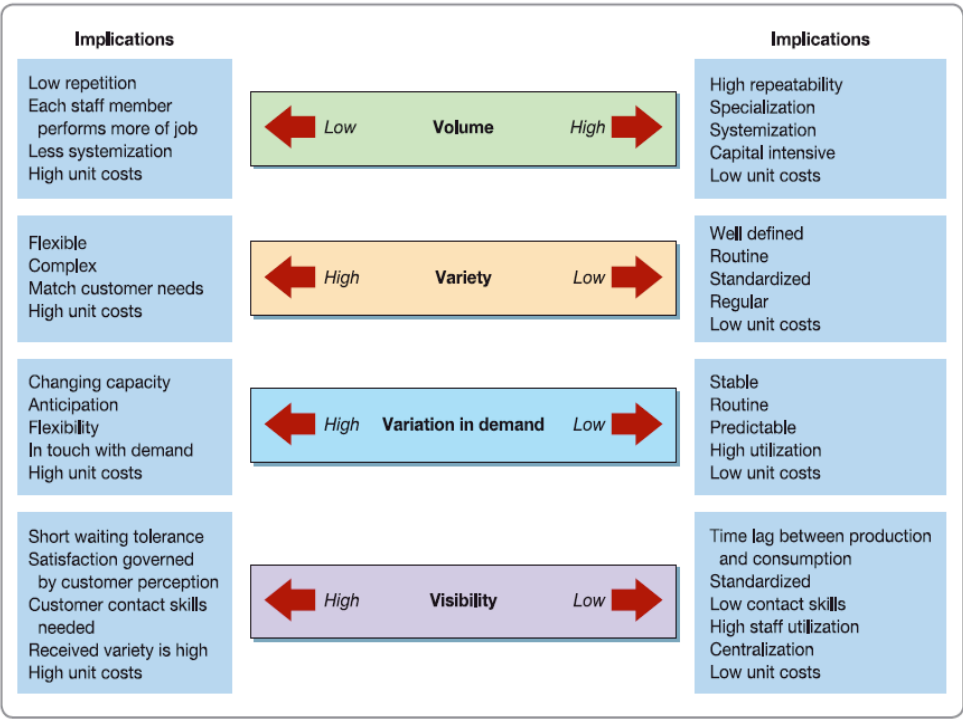 Implications
Implications
Low repetition
Each staff member
performs more of job
Less systemization
High unit costs
Low
Volume
High
High repeatability
Specialization
Systemization
Capital intensive
Low unit costs
Flexible
Complex
Match customer needs
High unit costs
High
Variety
Low
Well defined
Routine
Standardized
Regular
Low unit costs
Changing capacity
Anticipation
Flexibility
In touch with demand
High unit costs
High
Variation in demand
Low
Stable
Routine
Predictable
High utilization
Low unit costs
Short waiting tolerance
Satisfaction governed
by customer perception
Customer contact skills
needed
Received variety is high
High unit costs
High
Visibility
Low
Time lag between production
and consumption
Standardized
Low contact skills
High staff utilization
Centralization
Low unit costs